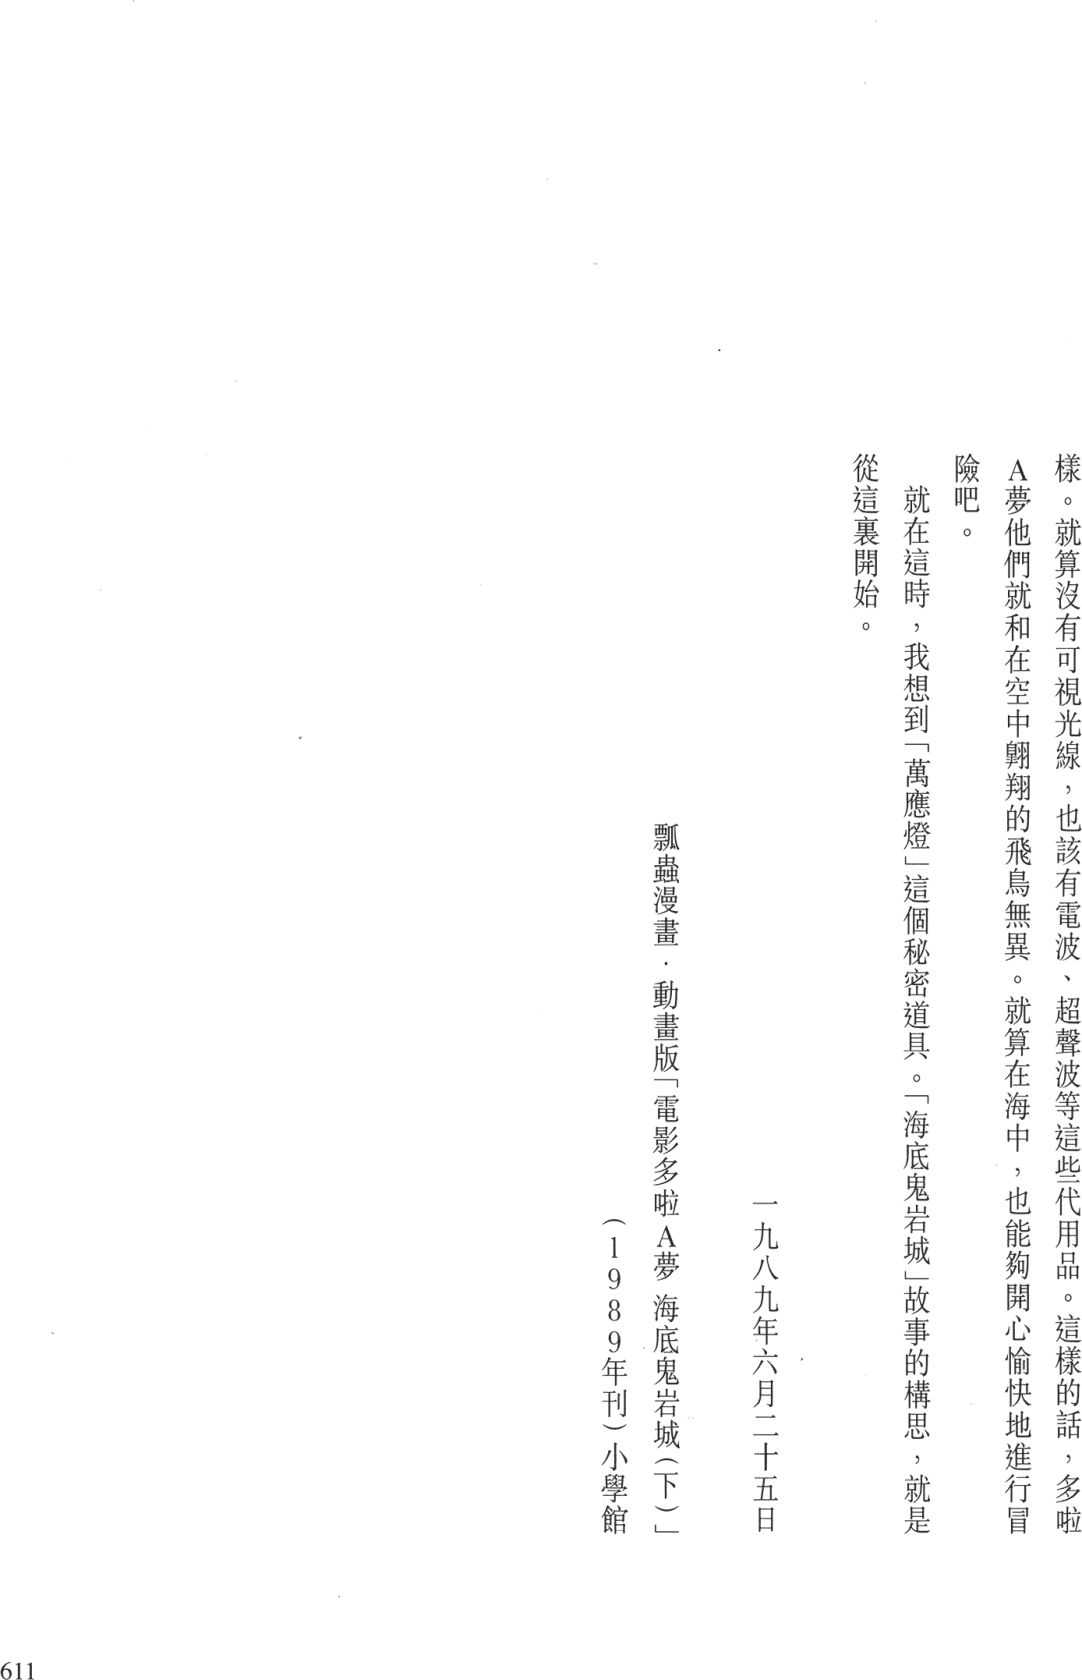 樣。就算沒有可視光線，也該有電波、超聲波等這些代用品。這樣的話，多啦
A夢他們就和在空中翱翔的飛鳥無異。就算在海中，也能夠開心愉快地進行冒
險吧。
就在這時，我想到「萬應燈」這個秘密道具。「海底鬼岩城」故事的構思，就是
從這裏開始。
一九八九年六月二十五日
瓢蟲漫畫·動畫版「電影多啦A夢 海底鬼岩城(下)」
(1989年刊)小學館
611